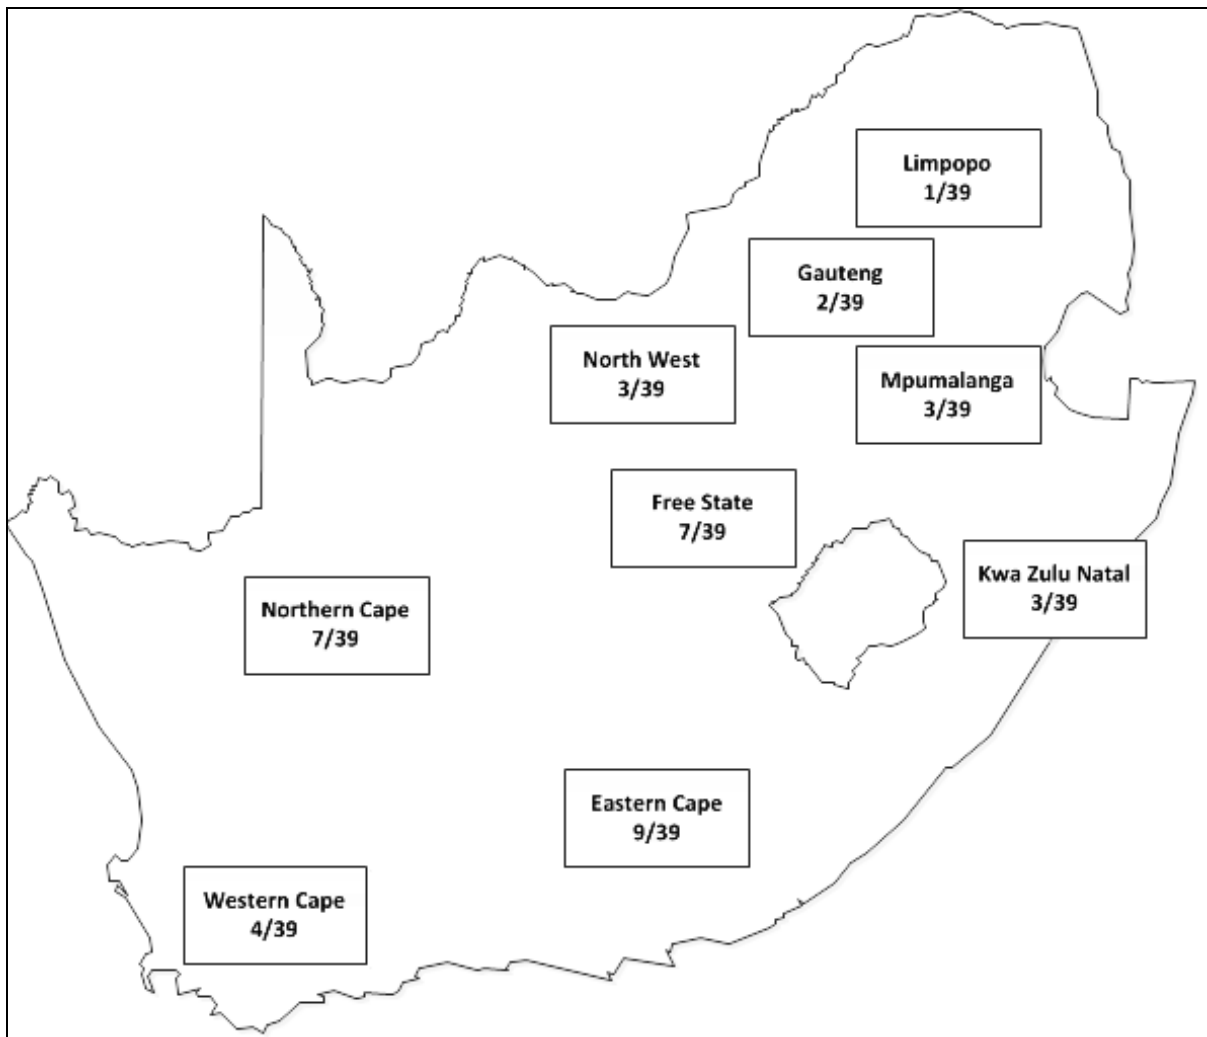 Limpopo
1/39
Gauteng
2/39
North West
3/39
Mpumalanga
3/39
Free State
7/39
Kwa Zulu Natal
3/39
Northern Cape
7/39
Eastern Cape
9/39
Western Cape
4/39